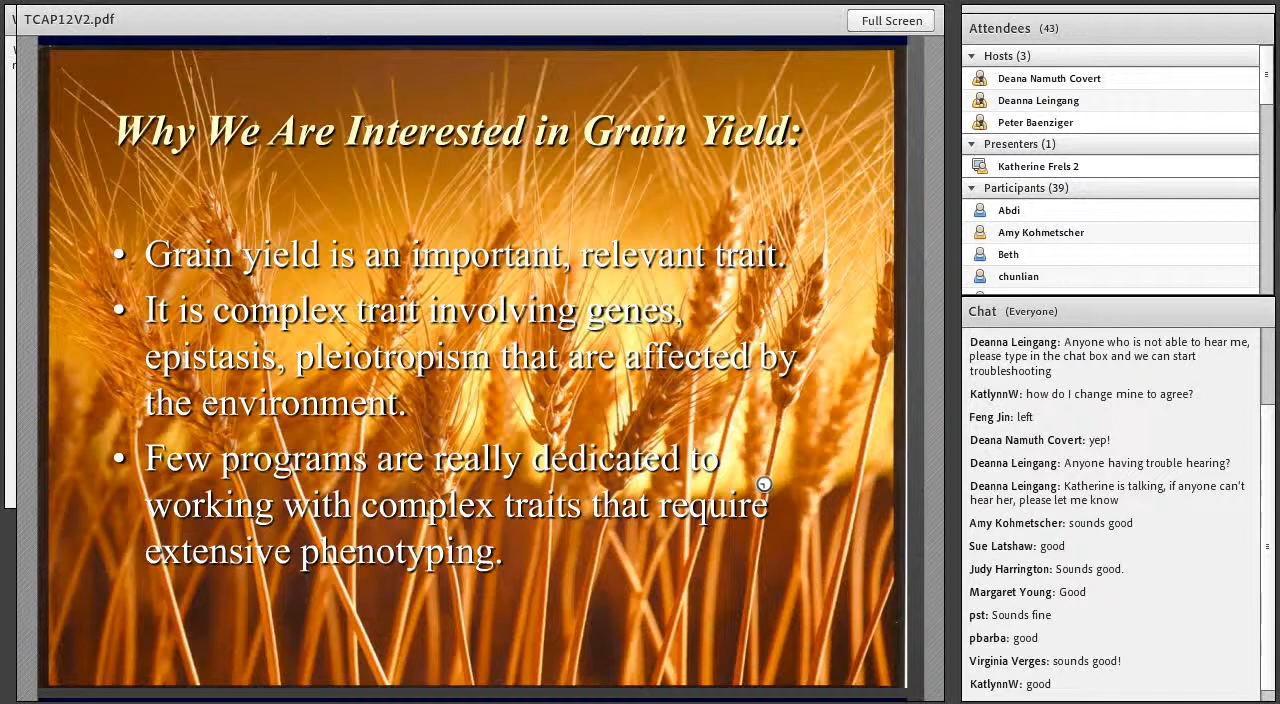 TCAP12V2.pdf
Full Screen
Why We Are Interested in Grain Yield:
• Grain yield is an important, relevant trait.
• It is complex trait involving genes,
epistasis, pleiotropism that are affected by
the environment.
• Few programs are really dedicated to
working with complex traits that require
extensive phenotyping.
Attendees (43)
Hosts (3)
Deana Namuth Covert
Deanna Leingang
Peter Baenziger
Presenters (1)
Katherine Frels 2
Participants (39)
Abdi
Amy Kohmetscher
Beth
chunlian
Chat (Everyone)
Deanna Leingang: Anyone who is not able to hear me,
please type in the chat box and we can start
troubleshooting
KatlynnW: how do I change mine to agree?
Feng Jin: left
Deana Namuth Covert: yep!
Deanna Leingang: Anyone having trouble hearing?
Deanna Leingang: Katherine is talking, if anyone can't
hear her, please let me know
Amy Kohmetscher: sounds good
Sue Latshaw: good
Judy Harrington: Sounds good.
Margaret Young: Good
pst: Sounds fine
pbarba: good
Virginia Verges: sounds good!
KatlynnW: good